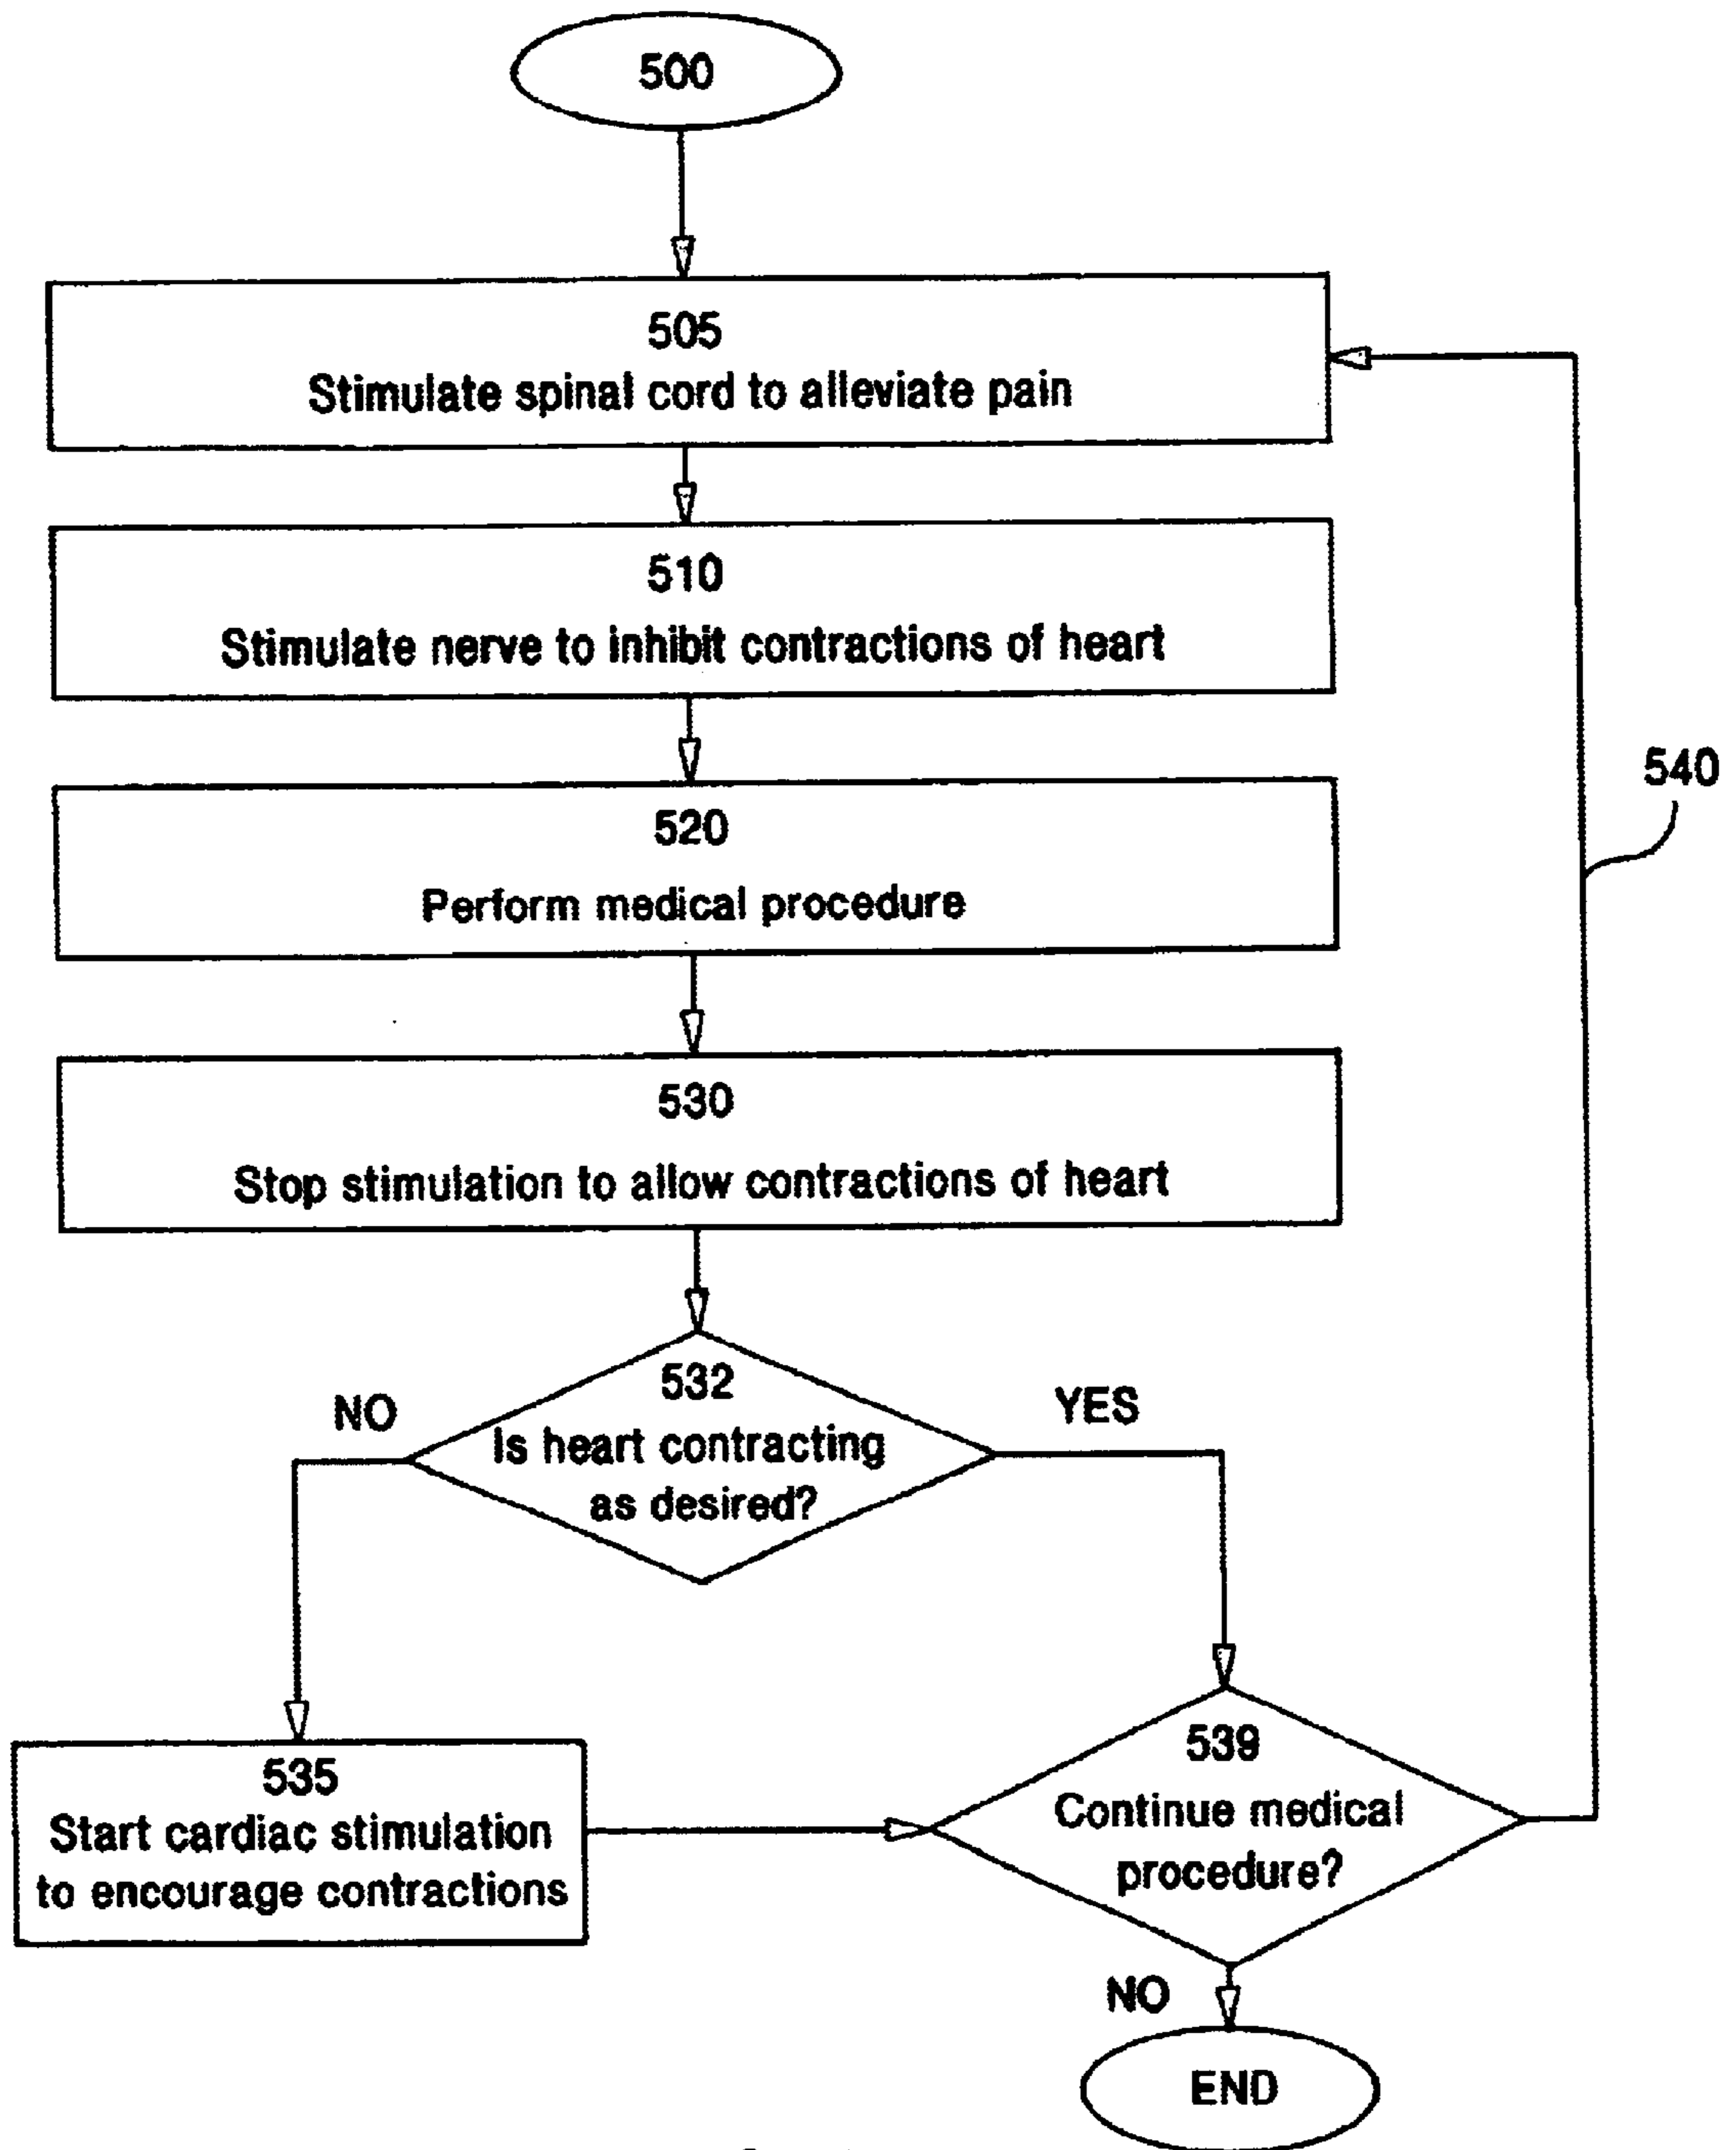 500
505
Stimulate spinal cord to alleviate pain
510
Stimulate nerve to inhibit contractions of heart
520
Perform medical procedure
540
530
Stop stimulation to allow contractions of heart
532
Is heart contracting
as desired?
NO
YES
535
Start cardiac stimulation
to encourage contractions
539
Continue medical
procedure?
NO
END